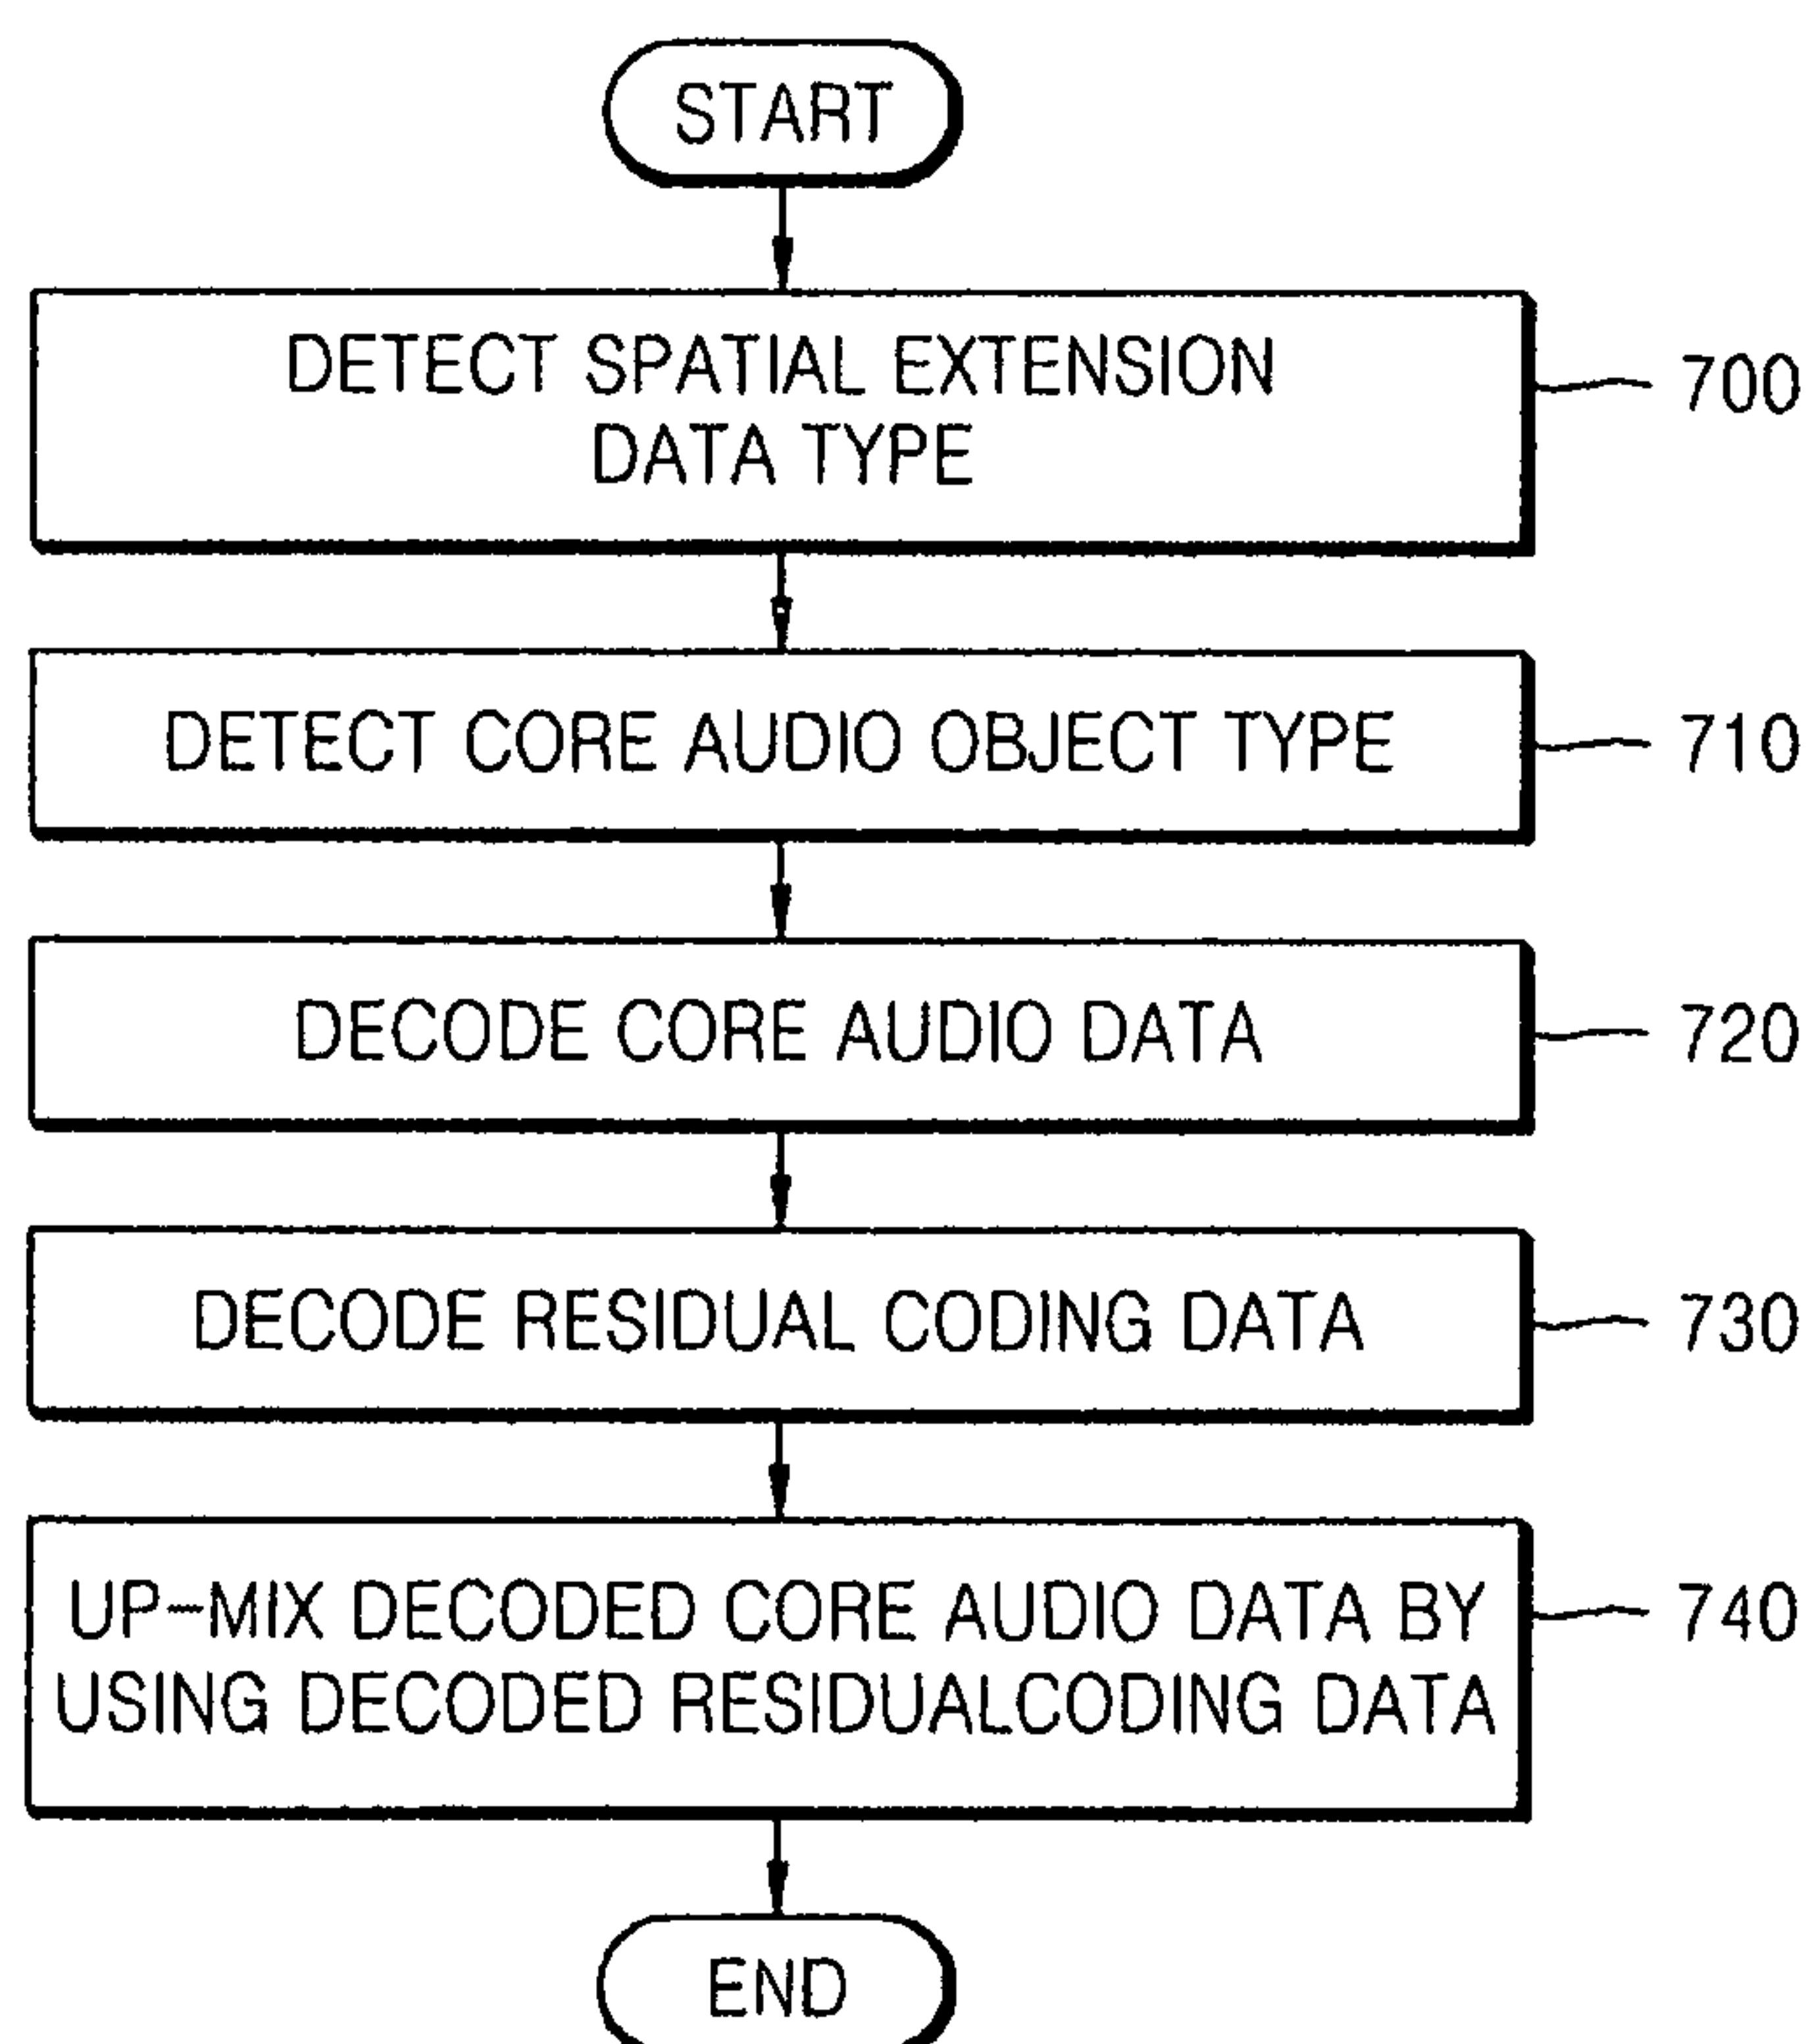 START
DETECT SPATIAL EXTENSION
DATA TYPE
700
DETECT CORE AUDIO OBJECT TYPE
710
DECODE CORE AUDIO DATA
720
DECODE RESIDUAL CODING DATA
730
UP-MIX DECODED CORE AUDIO DATA BY
USING DECODED RESIDUALCODING DATA
740
END